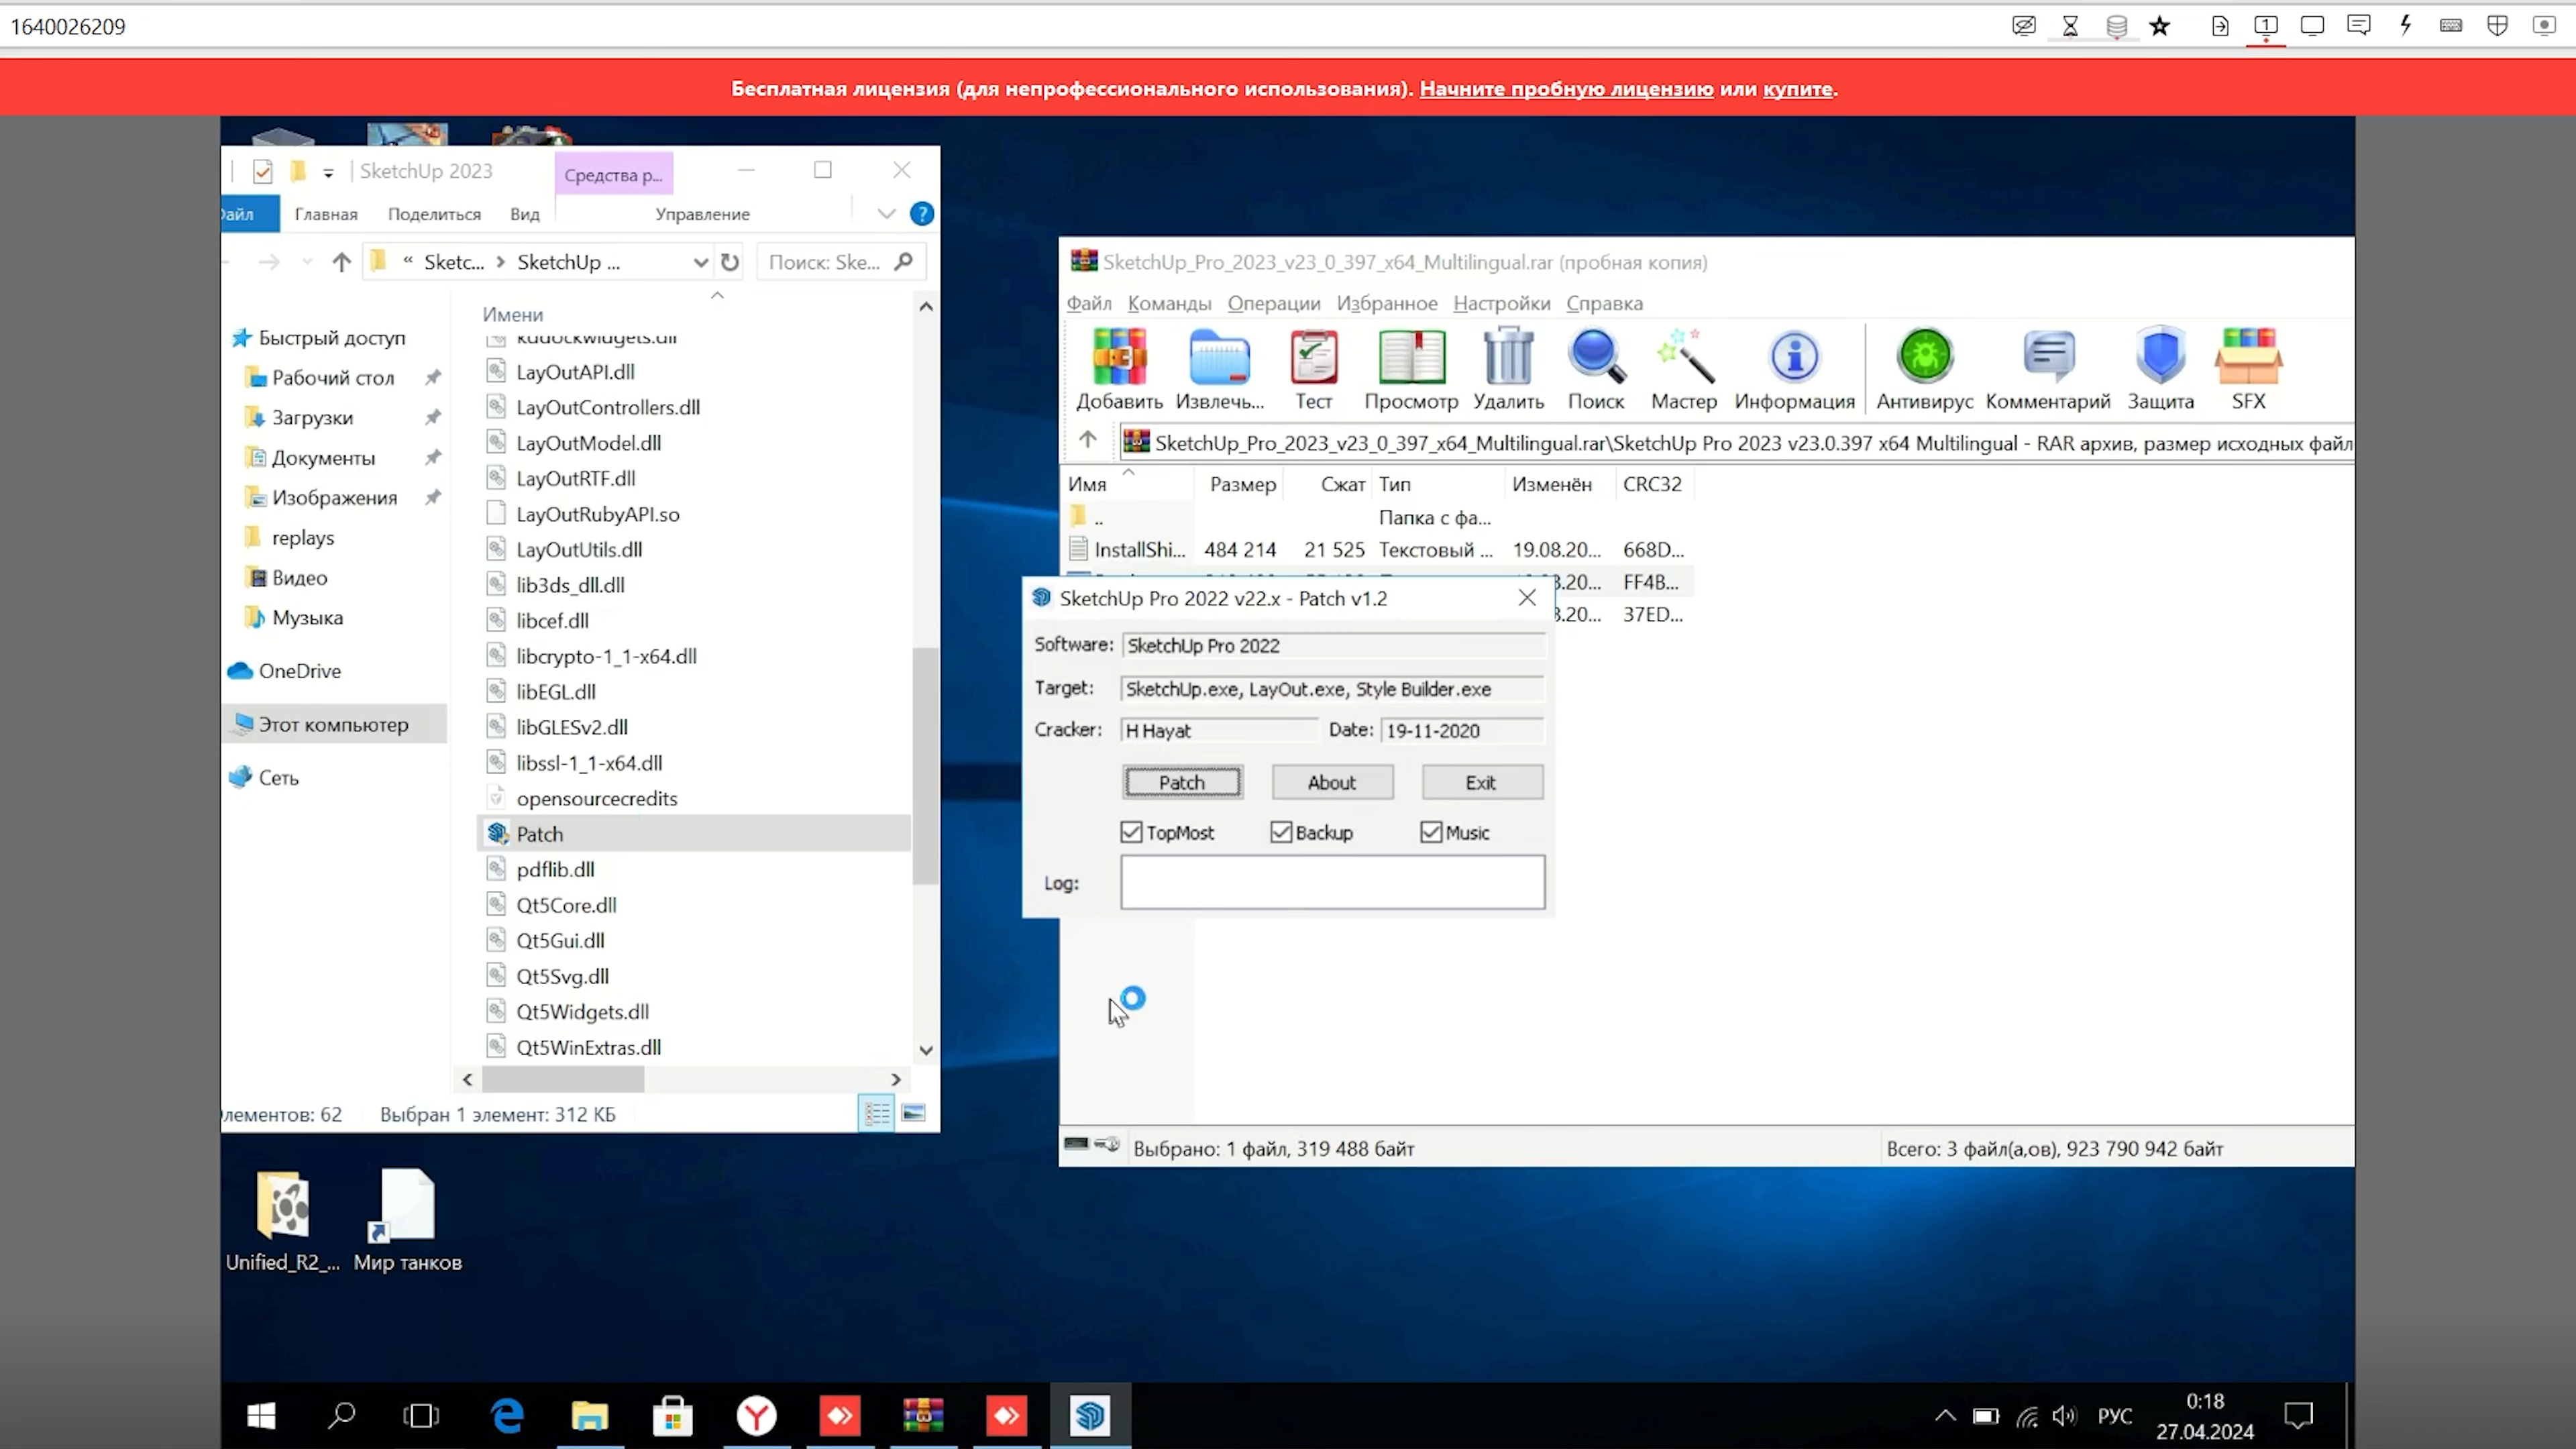 1640026209
Бесплатная лицензия (для непрофессионального использования). Начните пробную лицензию или купите.
SketchUp 2023
Средства р...
айл
Главная
Поделиться
Вид
Управление
« Sketc... > SketchUp ...
Поиск: Ske...
Имени
Быстрый доступ
Рабочий стол
Загрузки
Документы
Изображения
replays
Видео
Музыка
OneDrive
Этот компьютер
Сеть
kddockwidgets.dll
LayOutAPI.dll
LayOutControllers.dll
LayOutModel.dll
LayOutRTF.dll
LayOutRubyAPI.so
LayOutUtils.dll
lib3ds_dll.dll
libcef.dll
libcrypto-1_1-x64.dll
libEGL.dll
libGLESv2.dll
libssl-1_1-x64.dll
opensourcecredits
Patch
pdflib.dll
Qt5Core.dll
Qt5Gui.dll
Qt5Svg.dll
Qt5Widgets.dll
Qt5WinExtras.dll
лементов: 62
Выбран 1 элемент: 312 КБ
SketchUp_Pro_2023_v23_0_397_x64_Multilingual.rar (пробная копия)
Файл Команды Операции Избранное Настройки Справка
Добавить Извлечь... Тест Просмотр Удалить Поиск Мастер Информация Антивирус Комментарий Защита SFX
SketchUp_Pro_2023_v23_0_397_x64_Multilingual.rar\SketchUp Pro 2023 v23.0.397 x64 Multilingual - RAR архив, размер исходных файл
Имя Размер Сжат Тип Изменён CRC32
.. Папка с фа...
InstallShi... 484 214 21 525 Текстовый ... 19.08.20... 668D...
8.20... FF4B...
8.20... 37ED...
SketchUp Pro 2022 v22.x - Patch v1.2
Software: SketchUp Pro 2022
Target: SketchUp.exe, LayOut.exe, Style Builder.exe
Cracker: H Hayat Date: 19-11-2020
Patch About Exit
TopMost Backup Music
Log:
Выбрано: 1 файл, 319 488 байт
Всего: 3 файл(а,ов), 923 790 942 байт
Unified_R2_...
Мир танков
РУС
0:18
27.04.2024